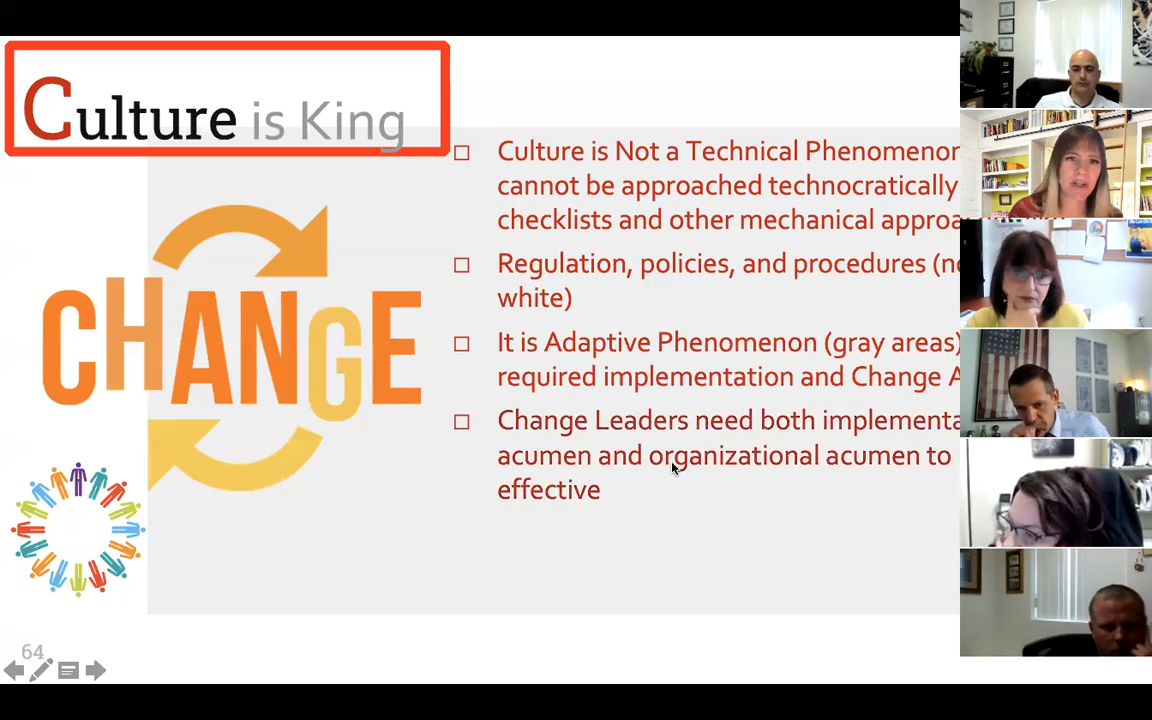 Culture is King
Culture is Not a Technical Phenomenon
cannot be approached technocratically
checklists and other mechanical
Regulation, policies, and procedures
white)
It is Adaptive Phenomenon (gray areas)
required implementation and Change
CHANGE
Change Leaders need both
acumen and organizational acumen to
effective
64